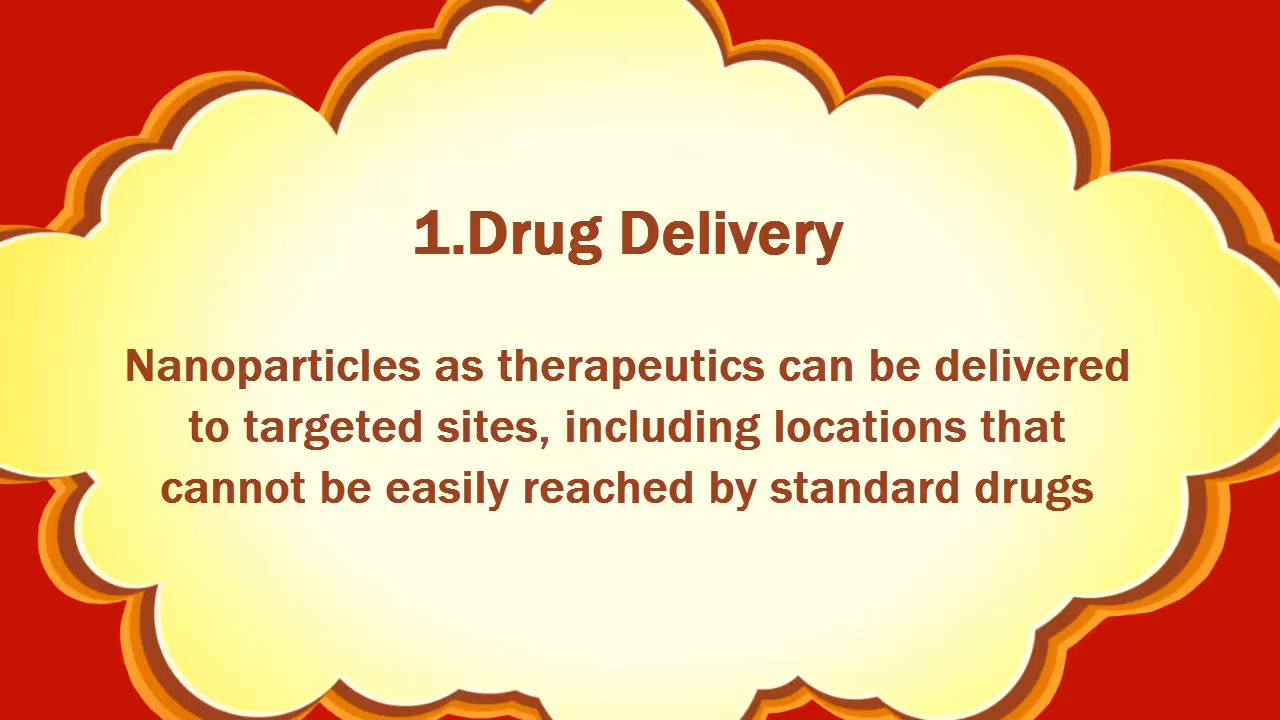 1.Drug Delivery
Nanoparticles as therapeutics can be delivered
to targeted sites, including locations that
cannot be easily reached by standard drugs